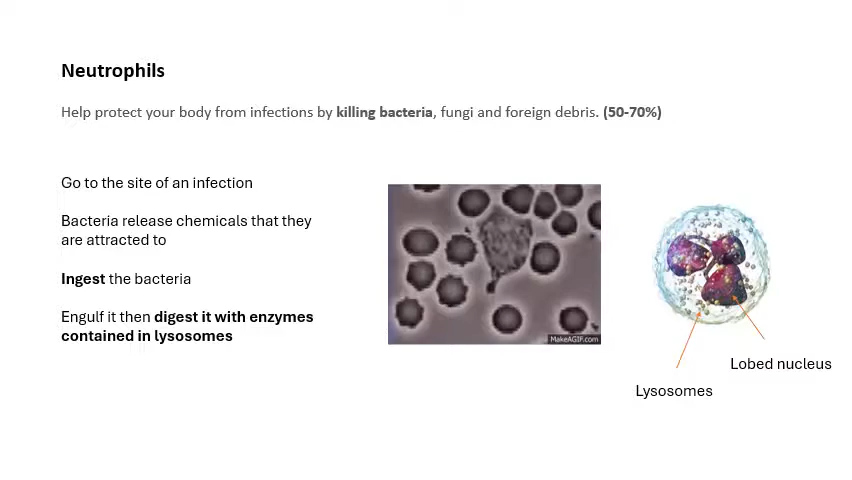 Neutrophils
Help protect your body from infections by killing bacteria, fungi and foreign debris. (50-70%)
Go to the site of an infection
Bacteria release chemicals that they
are attracted to
Ingest the bacteria
Engulf it then digest it with enzymes
contained in lysosomes
MakeAGIF.com
Lobed nucleus
Lysosomes